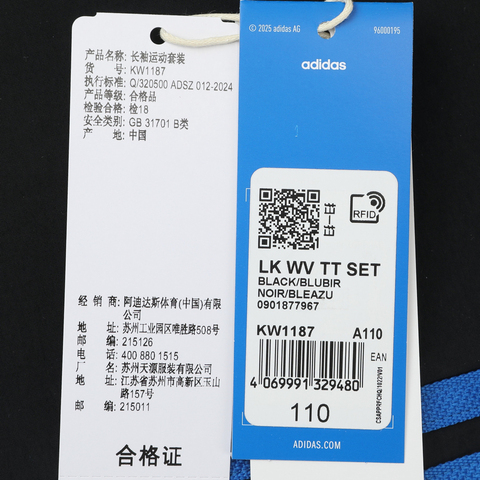 产品名称: 长袖运动套装
货 号: KW1187
执行标准: Q/320500 ADSZ 012-2024
产品等级: 合格品
检验合格: 检18
安全类别: GB 31701 B类
产 地: 中国
经 销 商: 阿迪达斯体育(中国)有限
公司
地址: 苏州工业园区唯胜路508号
邮 编: 215126
电话: 400 880 1515
厂 名: 苏州天源服装有限公司
地址: 江苏省苏州市高新区玉山
路157号
邮 编: 215011
合格证
© 2025 adidas AG
96000195
adidas
RFID
LK WV TT SET
BLACK/BLUBIR
NOIR/BLEAZU
0901877967
KW1187 A110
EAN
4 069991 329480
110
ADIDAS.COM